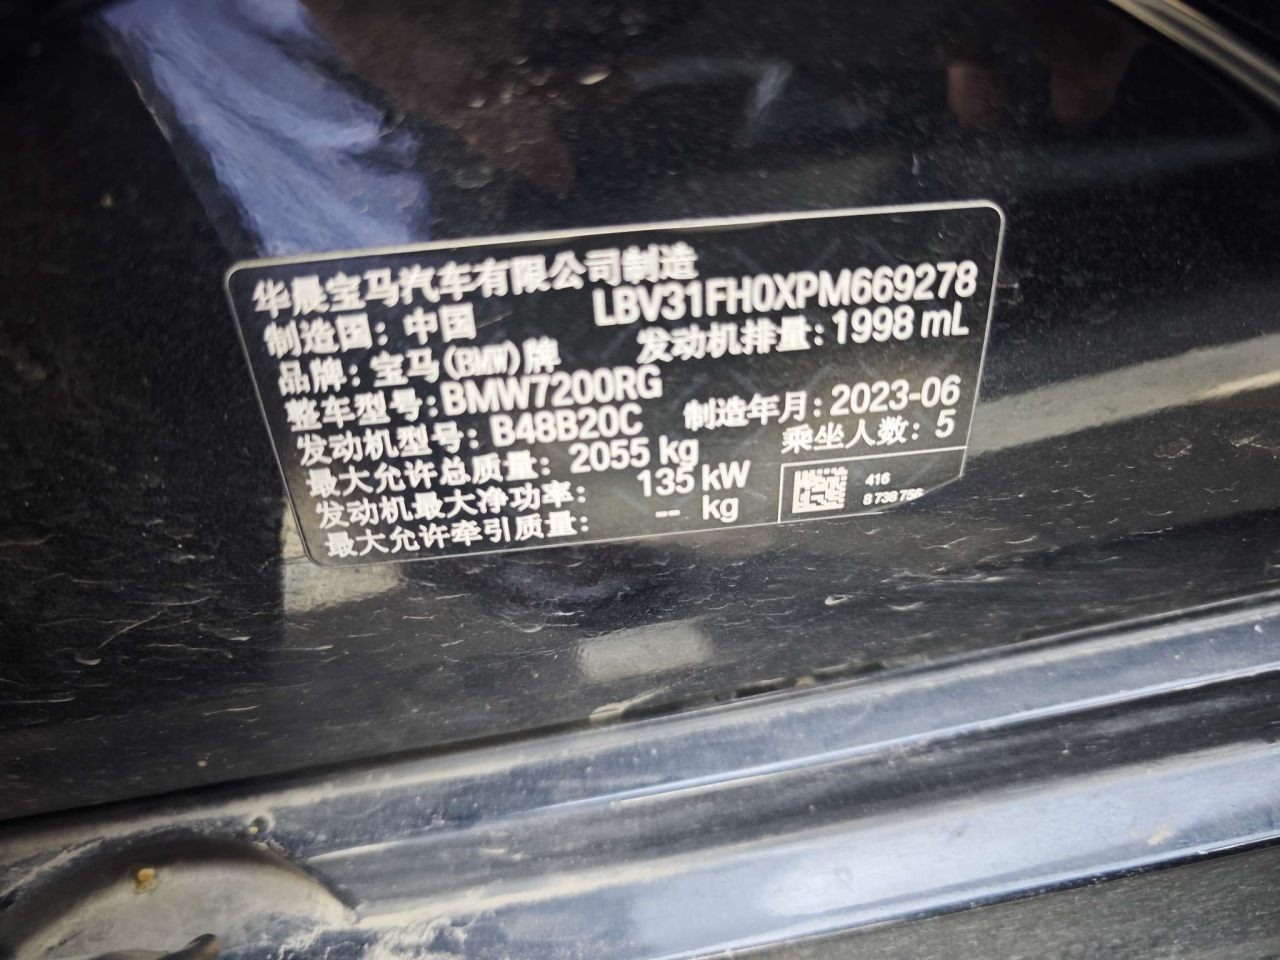 华晨宝马汽车有限公司制造
制造国：中国 LBV31FH0XPM669278
品牌：宝马(BMW)牌 发动机排量：1998 mL
整车型号：BMW7200RG
发动机型号：B48B20C 制造年月：2023-06
最大允许总质量：2055 kg 乘坐人数：5
发动机最大净功率：135 kW
最大允许牵引质量：-- kg
416
8 738 756